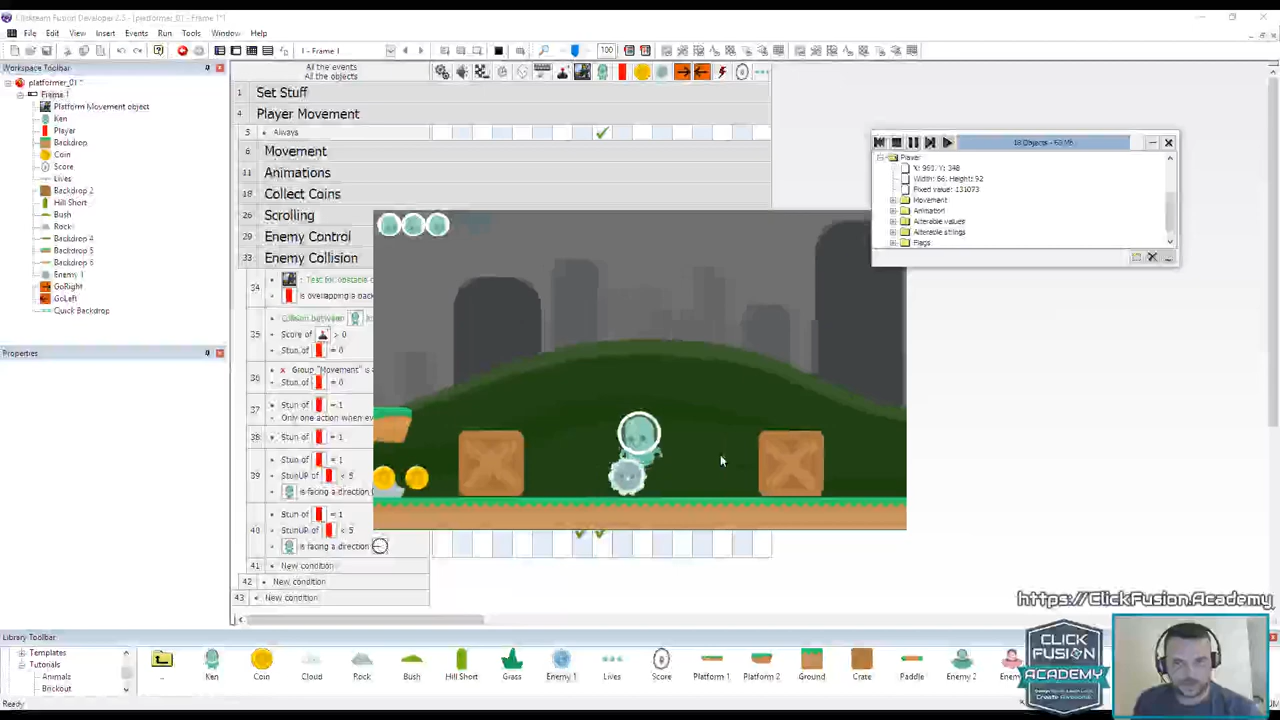 Clickteam Fusion Developer 2.5 - [platformer_01 - Frame 1*]
File Edit View Insert Events Run Tools Window Help
1 - Frame 1
100
Workspace Toolbar
platformer_01 *
Frame 1
Platform Movement object
Ken
Player
Backdrop
Coin
Score
Lives
Backdrop 2
Hill Short
Bush
Rock
Backdrop 4
Backdrop 5
Backdrop 6
Enemy 1
GoRight
GoLeft
Quick Backdrop
Properties
All the events
All the objects
1 Set Stuff
4 Player Movement
5 • Always
6 Movement
11 Animations
18 Collect Coins
26 Scrolling
29 Enemy Control
33 Enemy Collision
34 • : Test for obstacle
• is overlapping a back
35 • Collision between
• Score of > 0
• Stun of = 0
36 • X Group "Movement" is a
• Stun of = 0
37 • Stun of = 1
Only one action when eve
38 • Stun of = 1
39 • Stun of = 1
• StunUP of < 5
• is facing a direction
40 • Stun of = 1
• StunUP of < 5
• is facing a direction
41 • New condition
42 • New condition
43 • New condition
18 Objects - 63 Mb
Player
Width: 66, Height: 92
Fixed value: 131073
Movement
Animation
Alterable values
Alterable strings
Flags
https://ClickFusion.Academy
Library Toolbar
Templates
Tutorials
Animals
Brickout
..
Ken
Coin
Cloud
Rock
Bush
Hill Short
Grass
Enemy 1
Lives
Score
Platform 1
Platform 2
Ground
Crate
Paddle
Enemy 2
CLICK
FUSION
ACADEMY
Ready